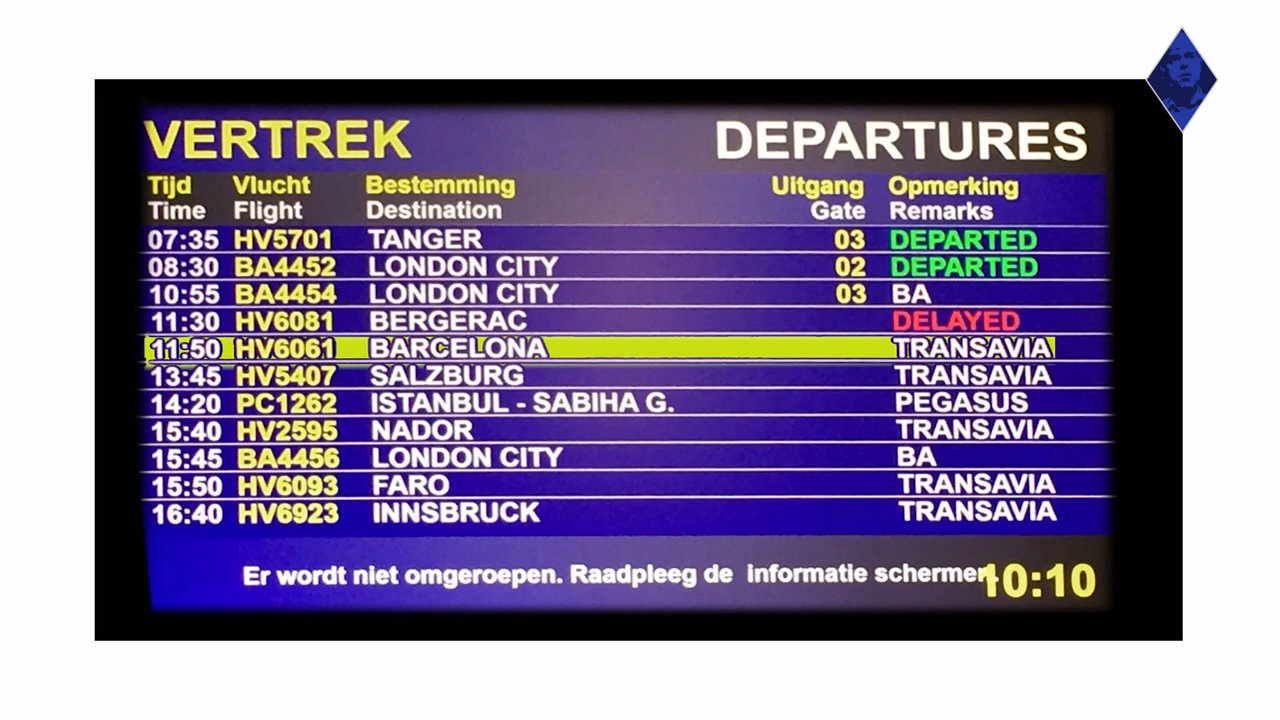 VERTREK DEPARTURES
Tijd Vlucht Bestemming Uitgang Opmerking
Time Flight Destination Gate Remarks
07:35 HV5701 TANGER 03 DEPARTED
08:30 BA4452 LONDON CITY 02 DEPARTED
10:55 BA4454 LONDON CITY 03 BA
11:30 HV6081 BERGERAC DELAYED
11:50 HV6061 BARCELONA TRANSAVIA
13:45 HV5407 SALZBURG TRANSAVIA
14:20 PC1262 ISTANBUL - SABIHA G. PEGASUS
15:40 HV2595 NADOR TRANSAVIA
15:45 BA4456 LONDON CITY BA
15:50 HV6093 FARO TRANSAVIA
16:40 HV6923 INNSBRUCK TRANSAVIA
Er wordt niet omgeroepen. Raadpleeg de informatie schermen 10:10